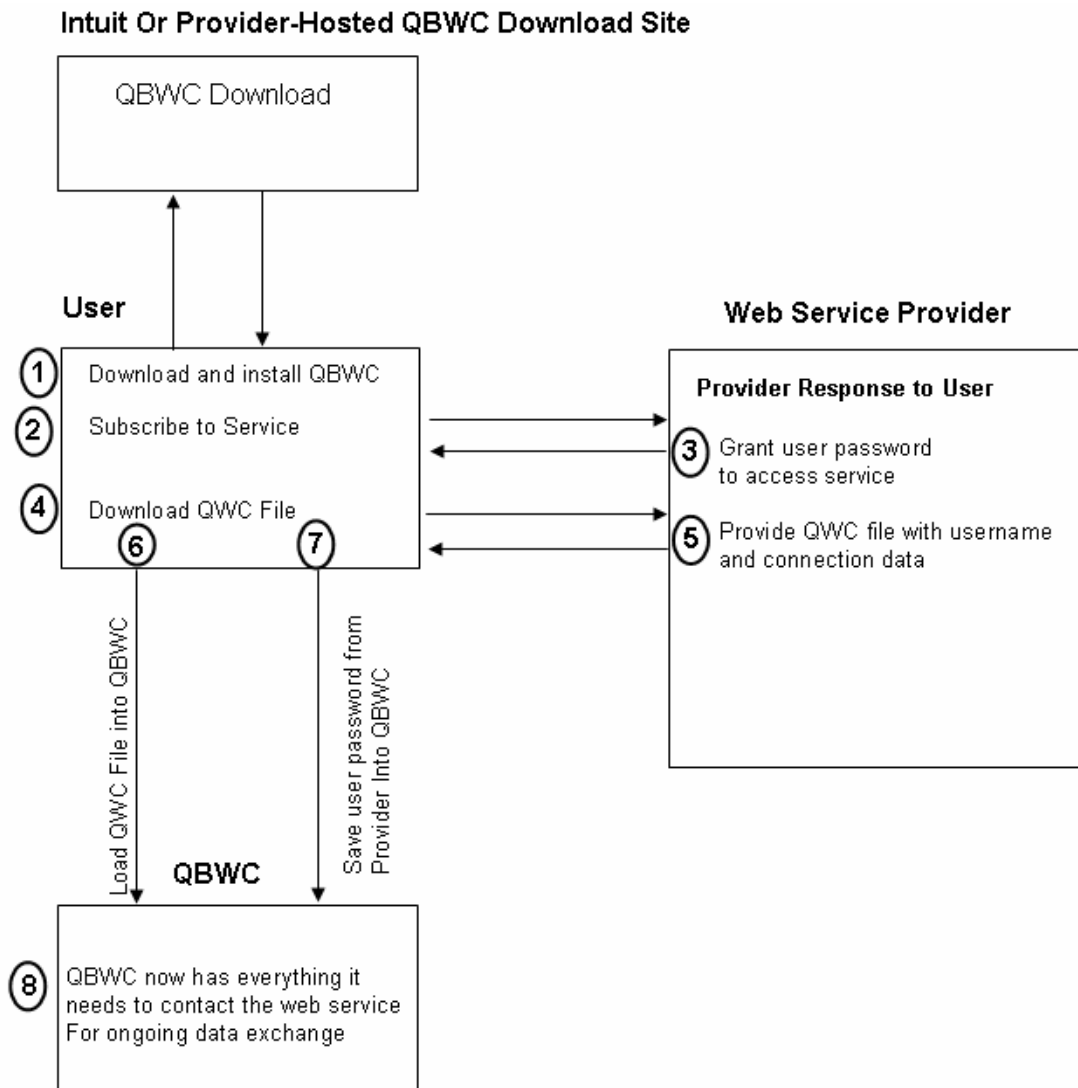 Intuit Or Provider-Hosted QBWC Download Site
QBWC Download
User
Web Service Provider
1
Download and install QBWC
2
Subscribe to Service
Provider Response to User
3
Grant user password
to access service
4
Download QWC File
5
Provide QWC file with username
and connection data
6
7
Load QWC File into QBWC
Save user password from
Provider Into QBWC
QBWC
8
QBWC now has everything it
needs to contact the web service
For ongoing data exchange